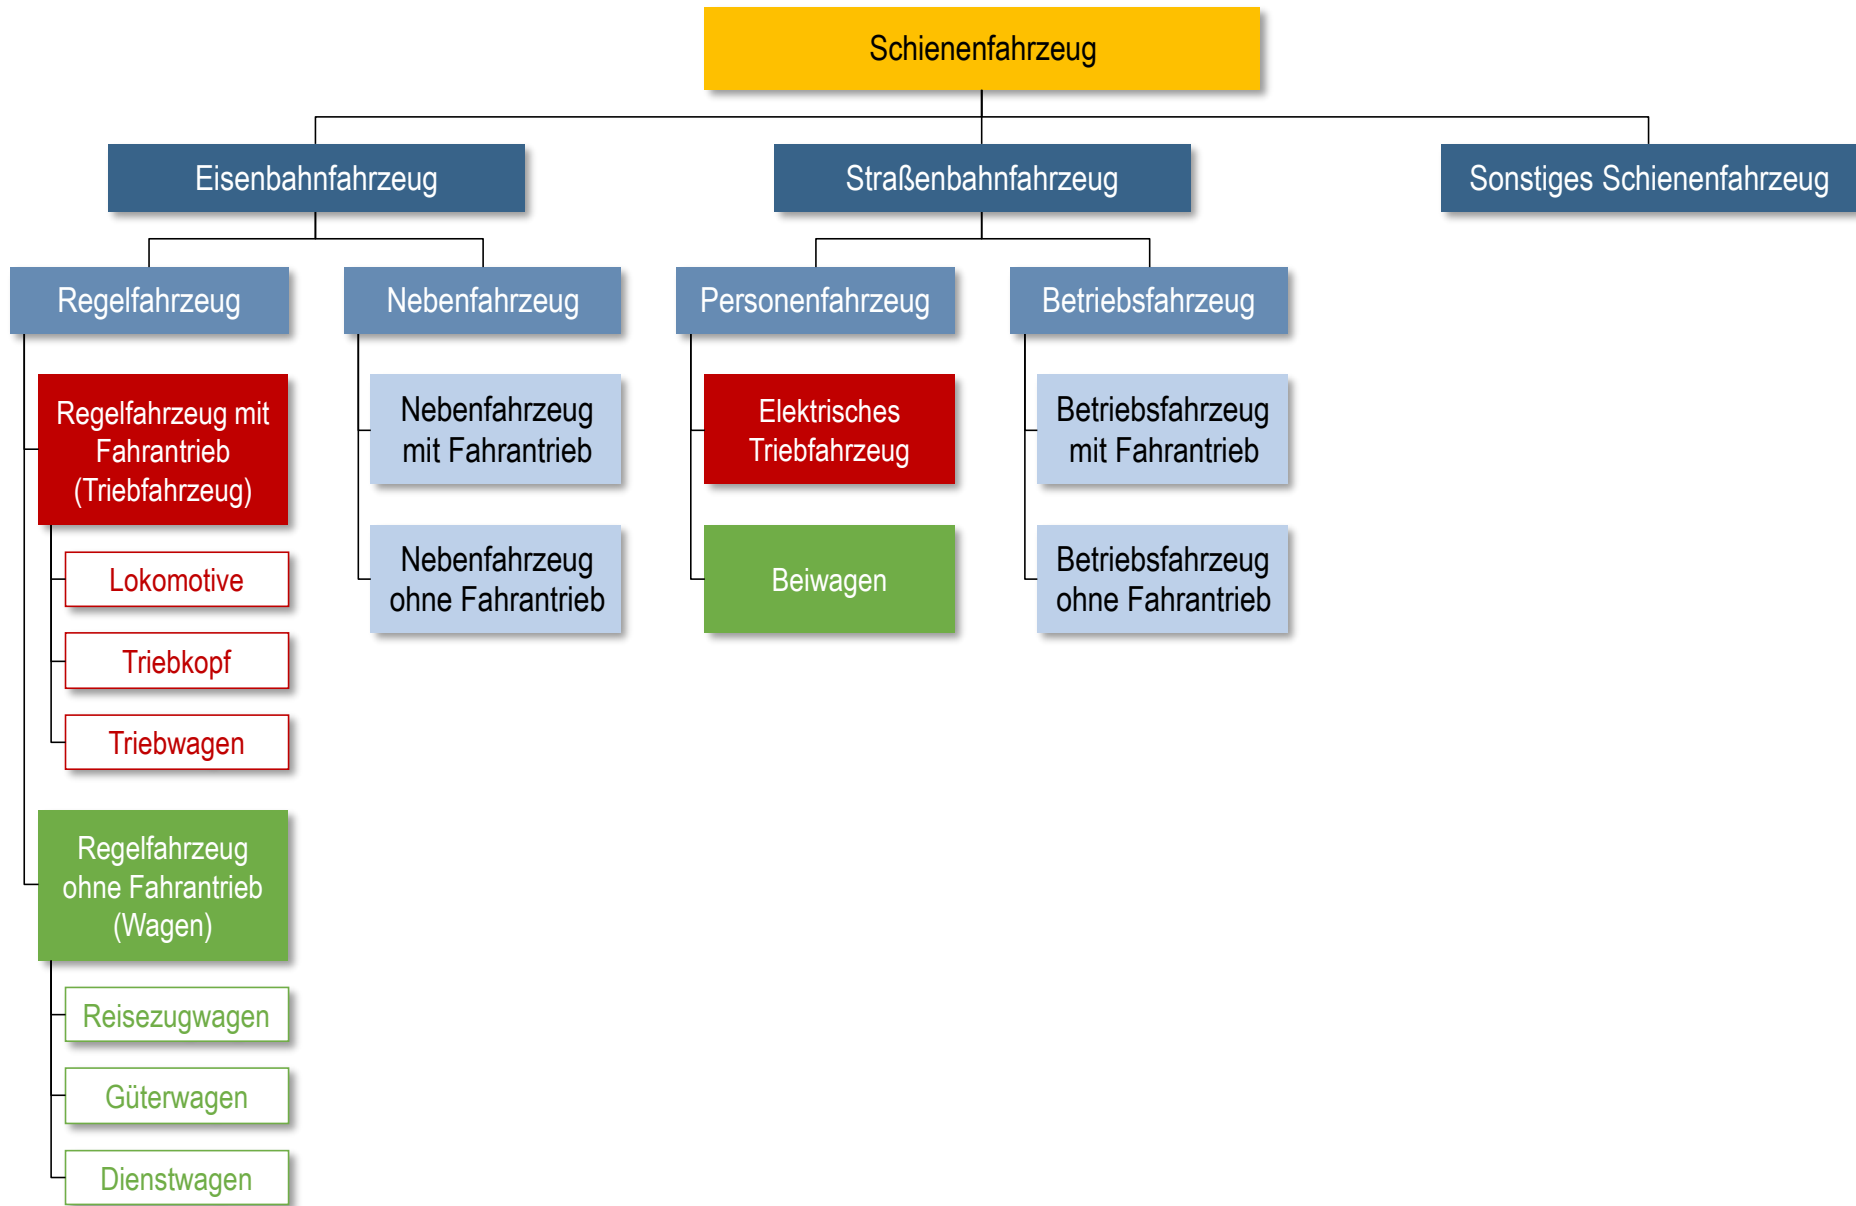 Schienenfahrzeug
Eisenbahnfahrzeug
Straßenbahnfahrzeug
Sonstiges Schienenfahrzeug
Regelfahrzeug
Nebenfahrzeug
Personenfahrzeug
Betriebsfahrzeug
Regelfahrzeug mit
Fahrantrieb
(Triebfahrzeug)
Lokomotive
Triebkopf
Triebwagen
Regelfahrzeug
ohne Fahrantrieb
(Wagen)
Reisezugwagen
Güterwagen
Dienstwagen
Nebenfahrzeug
mit Fahrantrieb
Nebenfahrzeug
ohne Fahrantrieb
Elektrisches
Triebfahrzeug
Beiwagen
Betriebsfahrzeug
mit Fahrantrieb
Betriebsfahrzeug
ohne Fahrantrieb